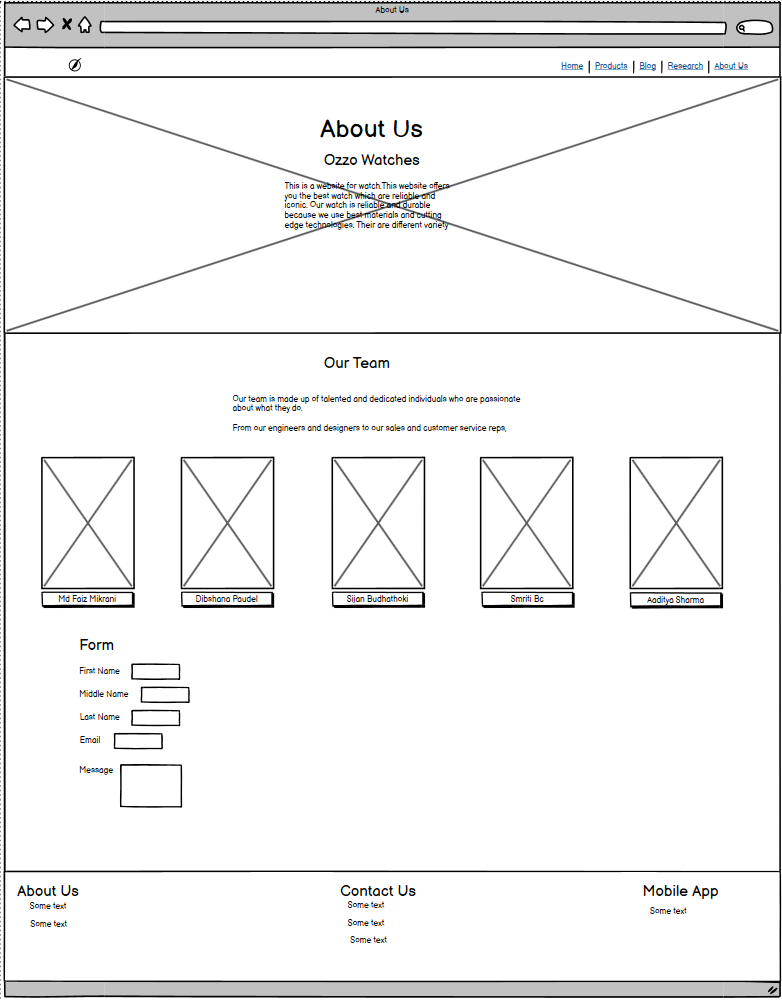 About Us
Home | Products | Blog | Research | About Us
About Us
Ozzo Watches
This is a website for watch.This website offers
you the best watch which are reliable and
iconic. Our watch is reliable and durable
because we use best materials and cutting
edge technologies. Their are different variety
Our Team
Our team is made up of talented and dedicated individuals who are passionate
about what they do.
From our engineers and designers to our sales and customer service reps,
Md Faiz Mikrani
Dibshana Paudel
Sijan Budhathoki
Smriti Bc
Aaditya Sharma
Form
First Name
Middle Name
Last Name
Email
Message
About Us
Some text
Some text
Contact Us
Some text
Some text
Some text
Mobile App
Some text